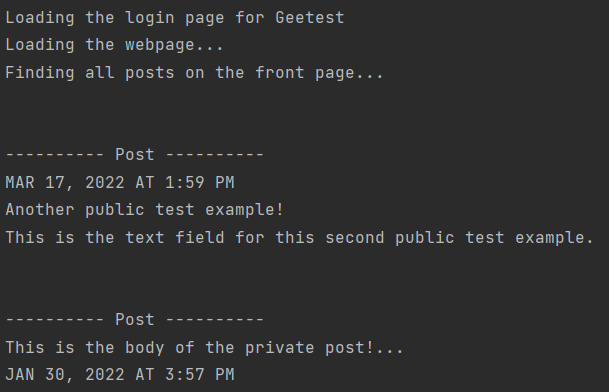 Loading the login page for Geetest
Loading the webpage...
Finding all posts on the front page...
---------- Post ----------
MAR 17, 2022 AT 1:59 PM
Another public test example!
This is the text field for this second public test example.
---------- Post ----------
This is the body of the private post!...
JAN 30, 2022 AT 3:57 PM